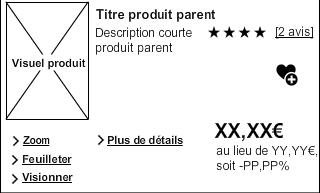 Titre produit parent
Description courte
produit parent
[2 avis]
Visuel produit
Zoom
Feuilleter
Visionner
Plus de détails
XX,XX€
au lieu de YY,YY€,
soit -PP,PP%